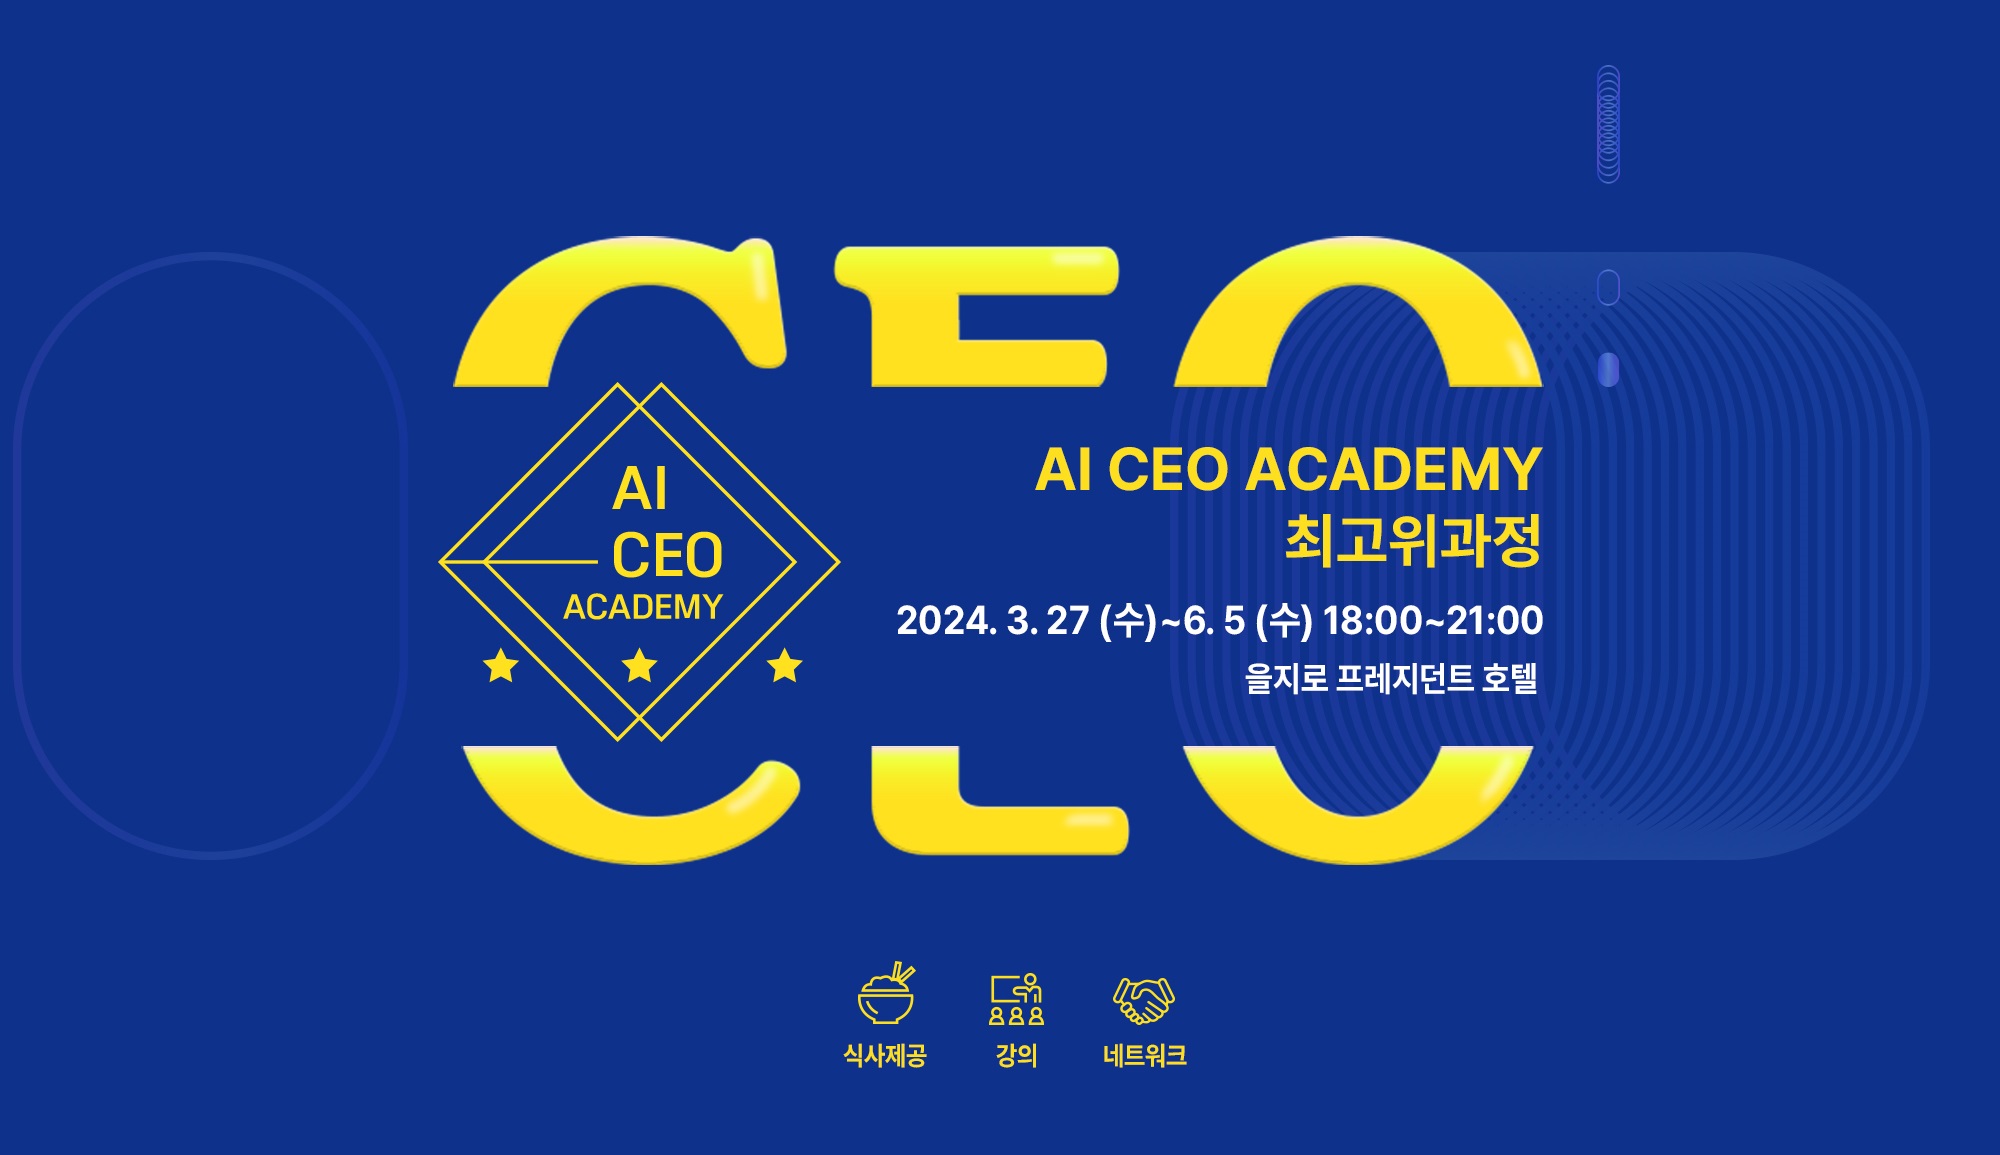 CEO
AI
CEO
ACADEMY
AI CEO ACADEMY
최고위과정
2024. 3. 27 (수)~6. 5 (수) 18:00~21:00
을지로 프레지던트 호텔
식사제공
강의
네트워크